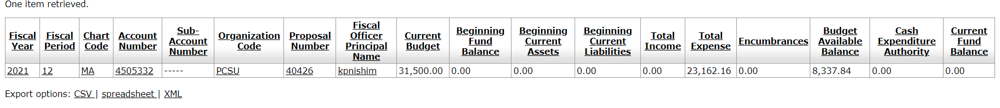 One item retrieved.
Fiscal Year Fiscal Period Chart Code Account Number Sub-Account Number Organization Code Proposal Number Fiscal Officer Principal Name Current Budget Beginning Fund Balance Beginning Current Assets Beginning Current Liabilities Total Income Total Expense Encumbrances Budget Available Balance Cash Expenditure Authority Current Fund Balance
2021 12 MA 4505332 ----- PCSU 40426 kpnishim 31,500.00 0.00 0.00 0.00 0.00 23,162.16 0.00 8,337.84 0.00 0.00
Export options: CSV | spreadsheet | XML